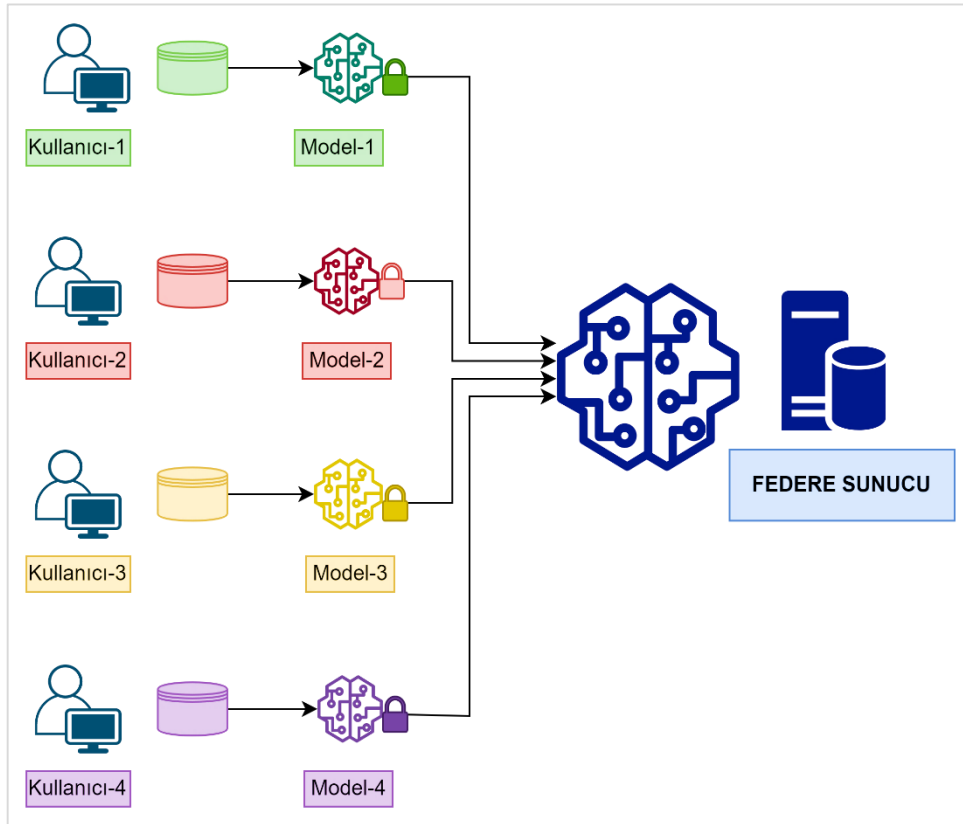 Kullanıcı-1
Model-1
Kullanıcı-2
Model-2
FEDERE SUNUCU
Kullanıcı-3
Model-3
Kullanıcı-4
Model-4